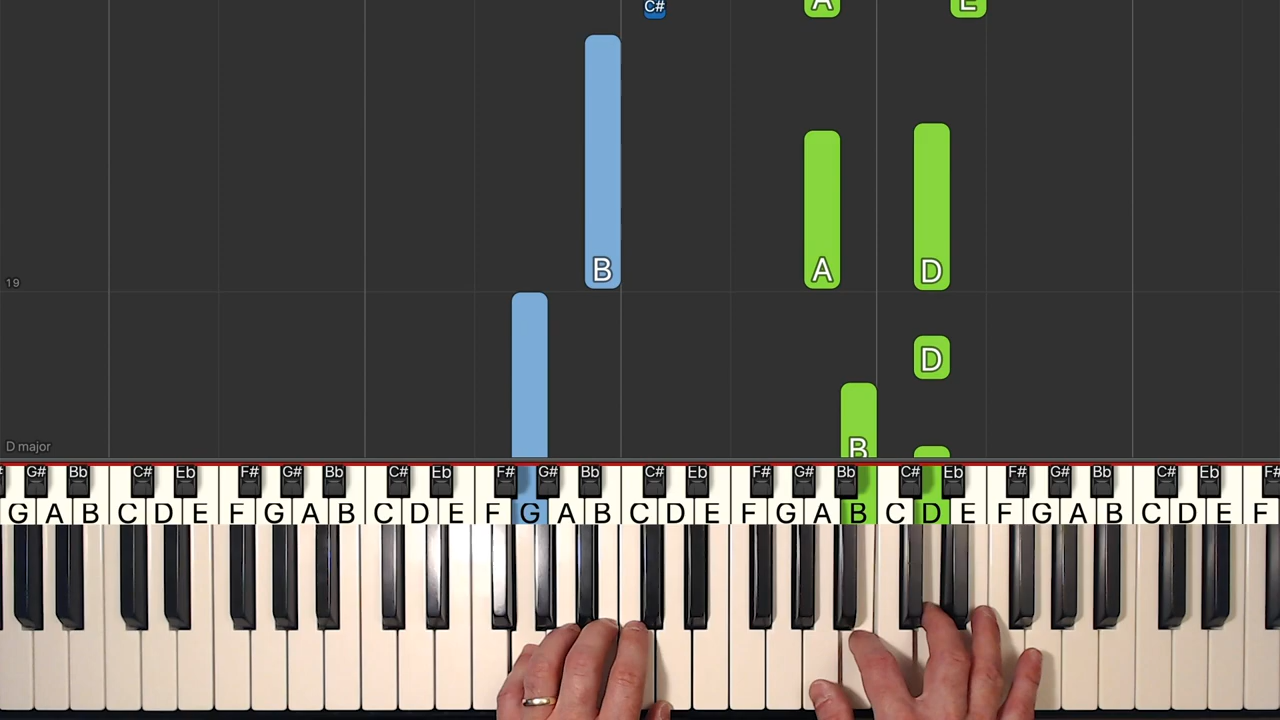 C# A E
B A D
19
D
B
D major
G# Bb C# Eb F# G# Bb C# Eb F# G# Bb C# Eb F# G# Bb C# Eb F# G# Bb C# Eb F#
G A B C D E F G A B C D E F G A B C D E F G A B C D E F G A B C D E F